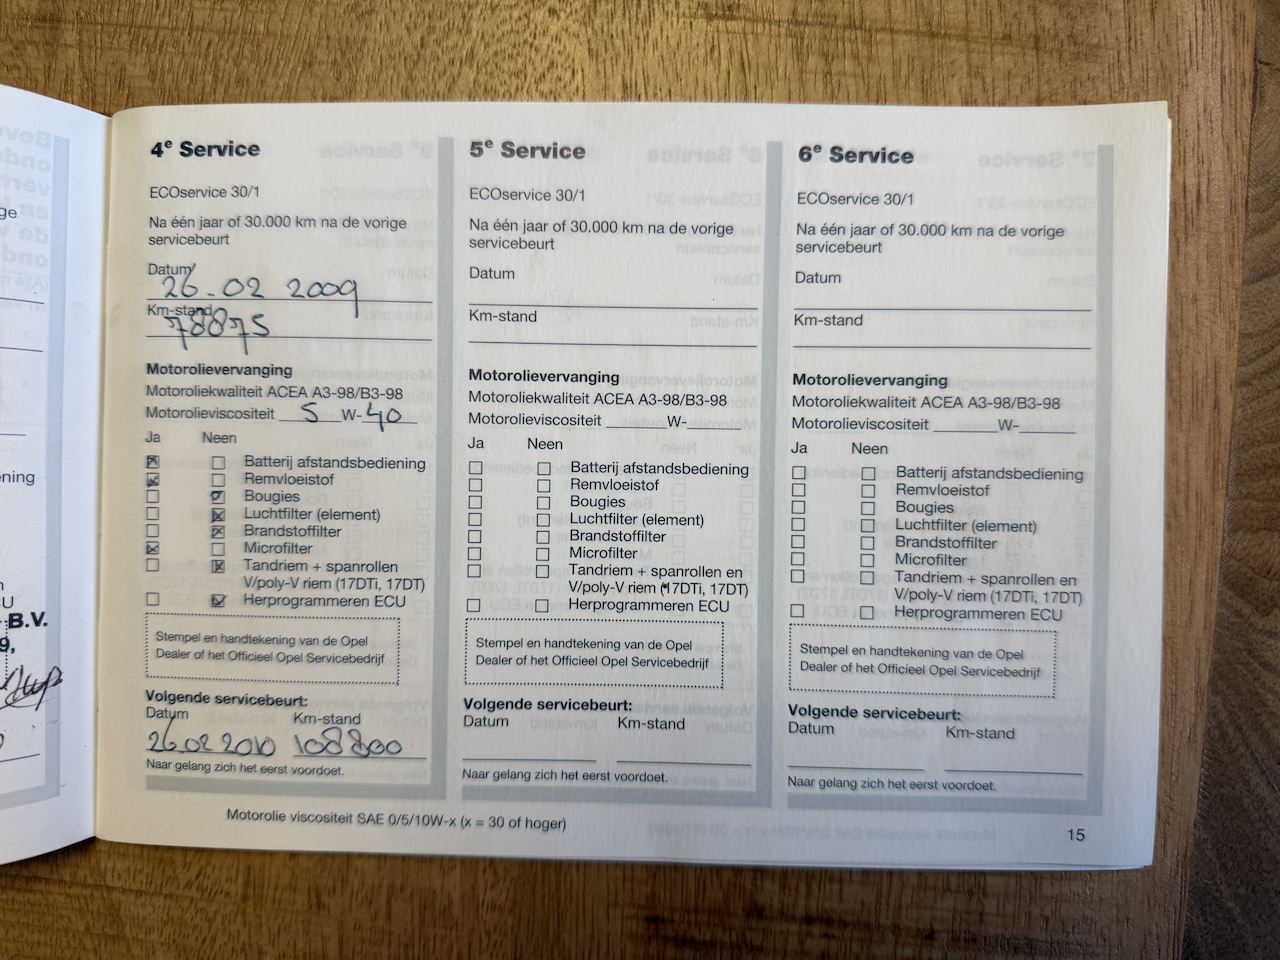 ge
ning
CU
B.V.
9,
4e Service
ECOservice 30/1
Na één jaar of 30.000 km na de vorige
servicebeurt
Datum
26-02 2009
Km-stand
78875
Motorolievervanging
Motoroliekwaliteit ACEA A3-98/B3-98
Motorolieviscositeit 5 W- 40
Ja Neen
Batterij afstandsbediening
Remvloeistof
Bougies
Luchtfilter (element)
Brandstoffilter
Microfilter
Tandriem + spanrollen
V/poly-V riem (17DTi, 17DT)
Herprogrammeren ECU
Stempel en handtekening van de Opel
Dealer of het Officieel Opel Servicebedrijf
Volgende servicebeurt:
Datum Km-stand
26.02 2010 108800
Naar gelang zich het eerst voordoet.
5e Service
ECOservice 30/1
Na één jaar of 30.000 km na de vorige
servicebeurt
Datum
Km-stand
Motorolievervanging
Motoroliekwaliteit ACEA A3-98/B3-98
Motorolieviscositeit ______W-_____
Ja Neen
Batterij afstandsbediening
Remvloeistof
Bougies
Luchtfilter (element)
Brandstoffilter
Microfilter
Tandriem + spanrollen en
V/poly-V riem (17DTi, 17DT)
Herprogrammeren ECU
Stempel en handtekening van de Opel
Dealer of het Officieel Opel Servicebedrijf
Volgende servicebeurt:
Datum Km-stand
Naar gelang zich het eerst voordoet.
6e Service
ECOservice 30/1
Na één jaar of 30.000 km na de vorige
servicebeurt
Datum
Km-stand
Motorolievervanging
Motoroliekwaliteit ACEA A3-98/B3-98
Motorolieviscositeit ______W-_____
Ja Neen
Batterij afstandsbediening
Remvloeistof
Bougies
Luchtfilter (element)
Brandstoffilter
Microfilter
Tandriem + spanrollen en
V/poly-V riem (17DTi, 17DT)
Herprogrammeren ECU
Stempel en handtekening van de Opel
Dealer of het Officieel Opel Servicebedrijf
Volgende servicebeurt:
Datum Km-stand
Naar gelang zich het eerst voordoet.
Motorolie viscositeit SAE 0/5/10W-x (x = 30 of hoger)
15